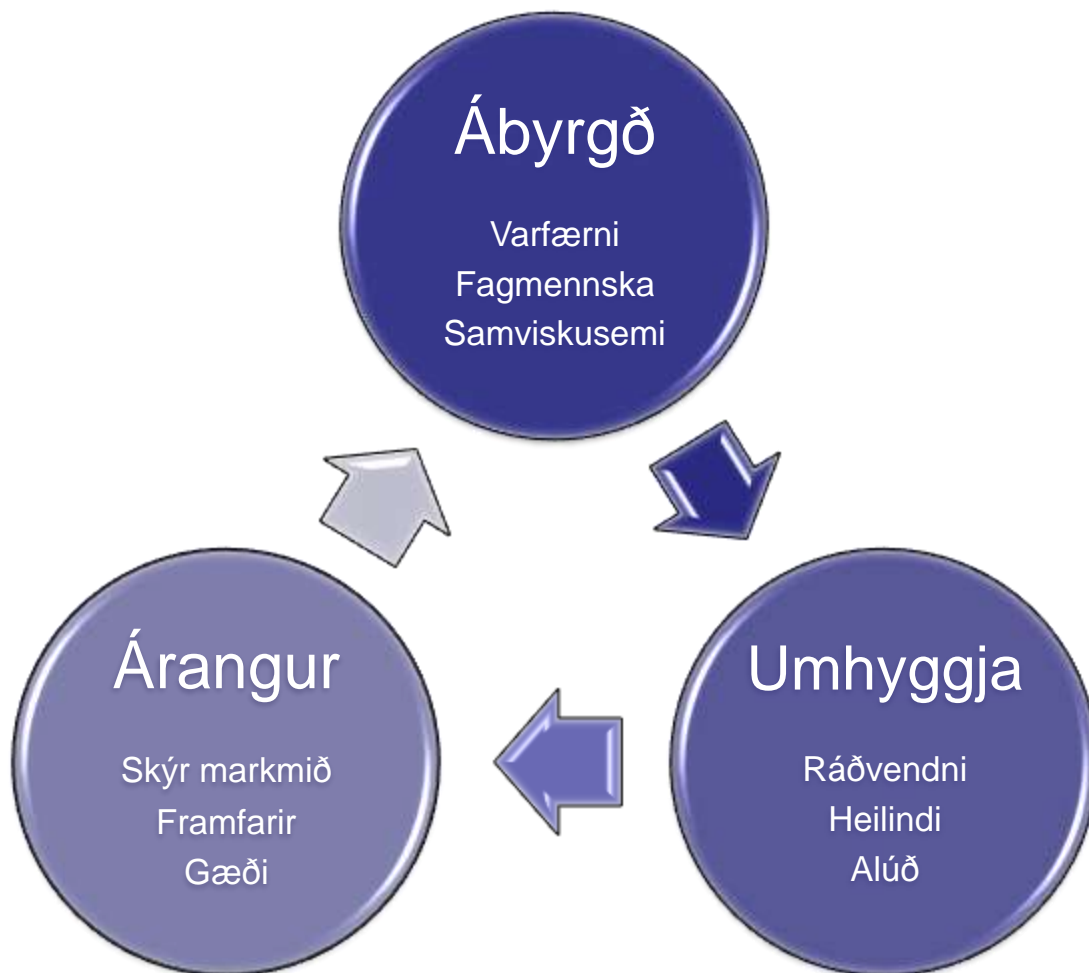 Ábyrgð
Varfærni
Fagmennska
Samviskusemi
Umhyggja
Ráðvendni
Heilindi
Alúð
Árangur
Skýr markmið
Framfarir
Gæði